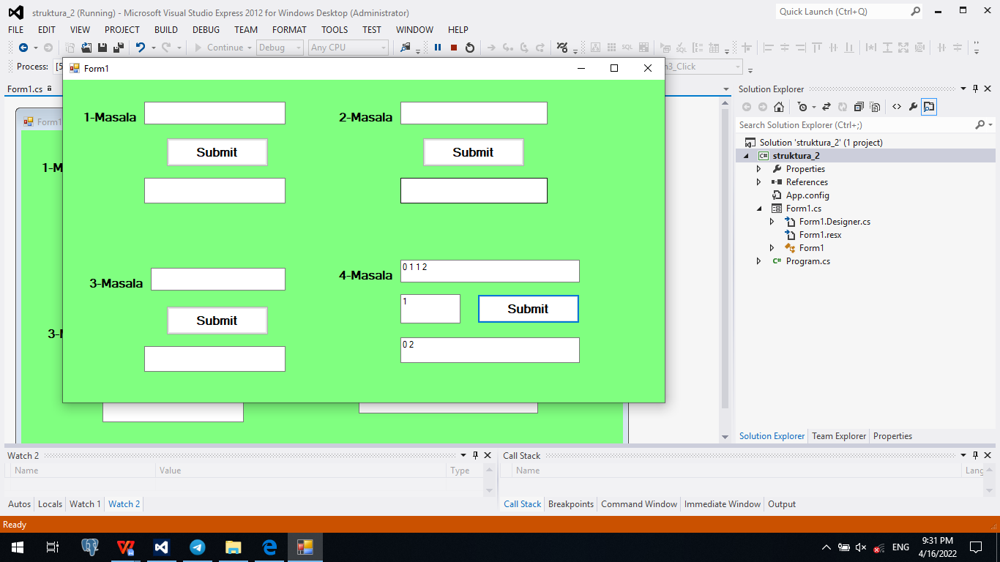 struktura_2 (Running) - Microsoft Visual Studio Express 2012 for Windows Desktop (Administrator)
Quick Launch (Ctrl+Q)
FILE EDIT VIEW PROJECT BUILD DEBUG TEAM FORMAT TOOLS TEST WINDOW HELP
Continue Debug Any CPU SQL SQL
Process: [5 3_Click
Form1
Form1.cs
Form1
1-M
3-M
1-Masala
Submit
2-Masala
Submit
3-Masala
Submit
4-Masala
0 1 1 2
1
Submit
0 2
Solution Explorer
Search Solution Explorer (Ctrl+;)
Solution 'struktura_2' (1 project)
C# struktura_2
Properties
References
App.config
Form1.cs
Form1.Designer.cs
Form1.resx
Form1
C# Program.cs
Solution Explorer Team Explorer Properties
Watch 2
Name Value Type
Autos Locals Watch 1 Watch 2
Call Stack
Name Lang
Call Stack Breakpoints Command Window Immediate Window Output
Ready
ENG
9:31 PM
4/16/2022